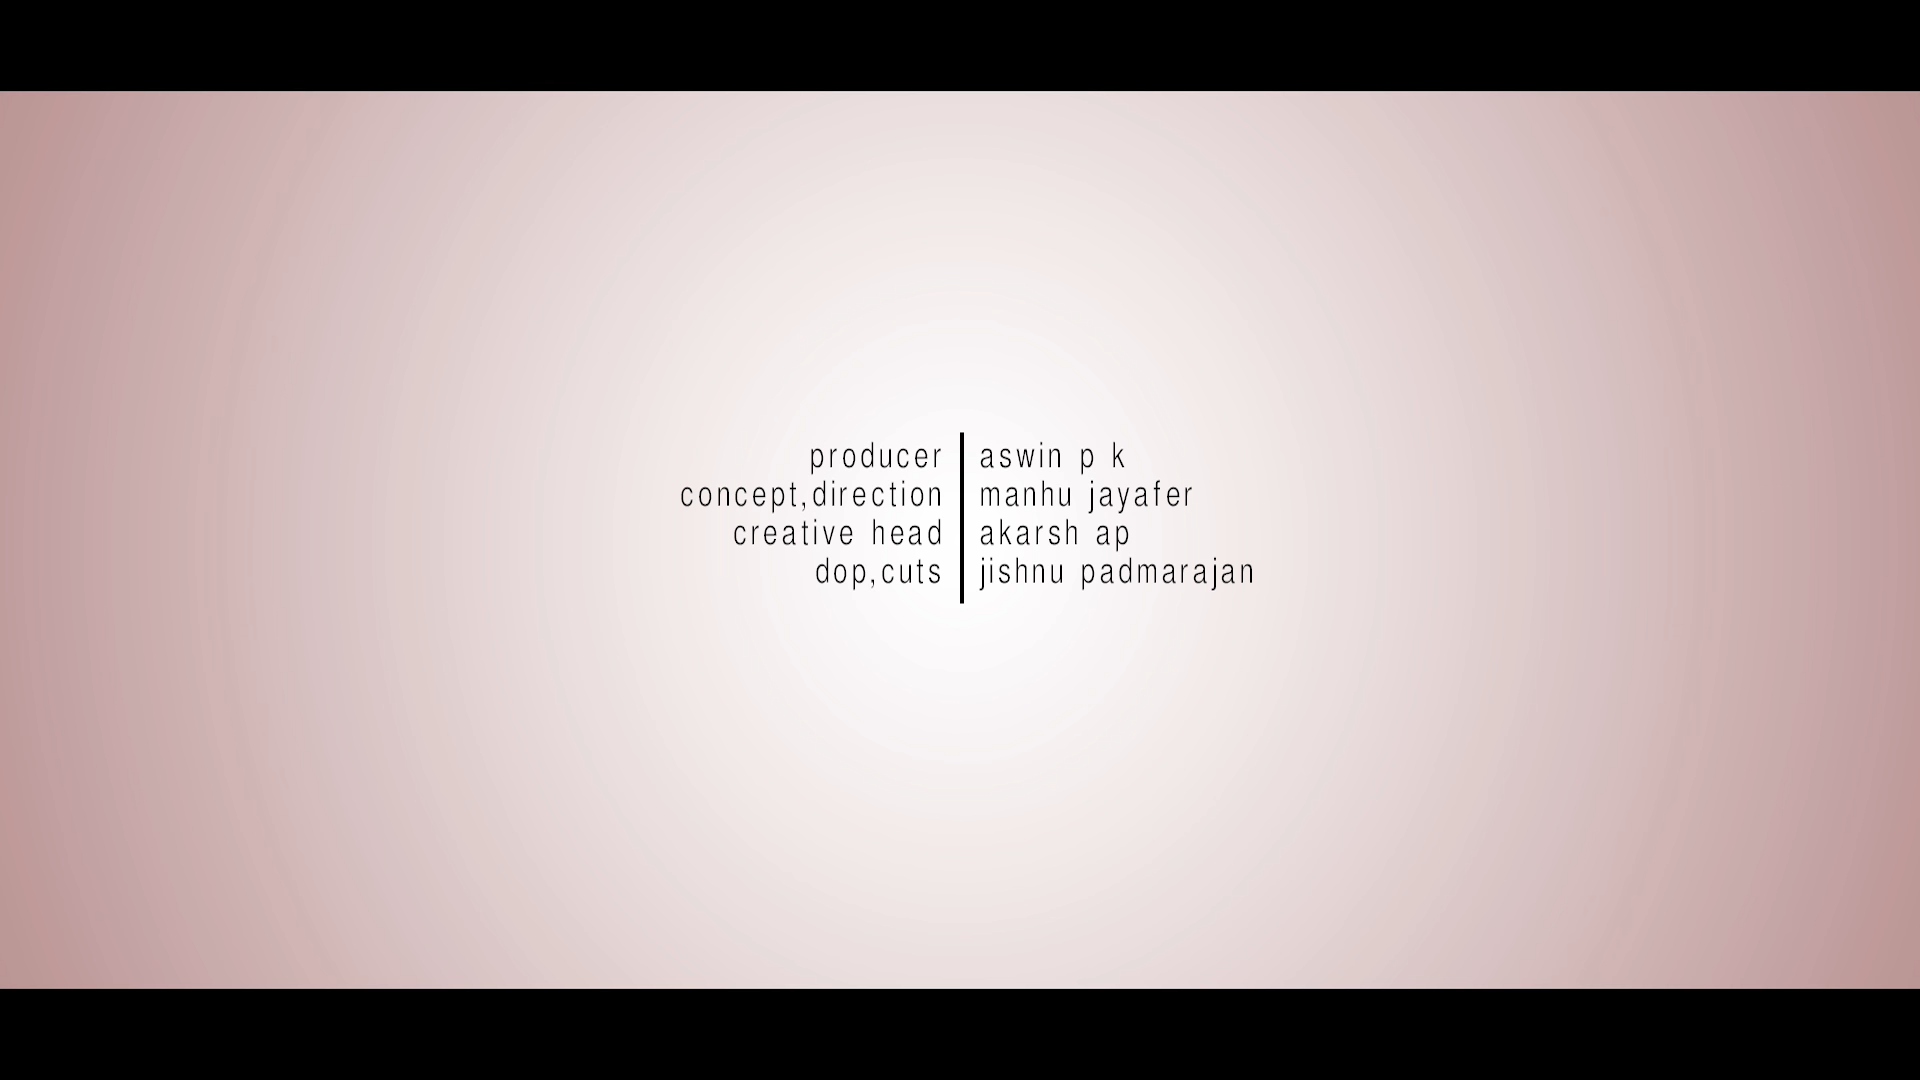 producer aswin p k
concept,direction manhu jayafer
creative head akarsh ap
dop,cuts jishnu padmarajan